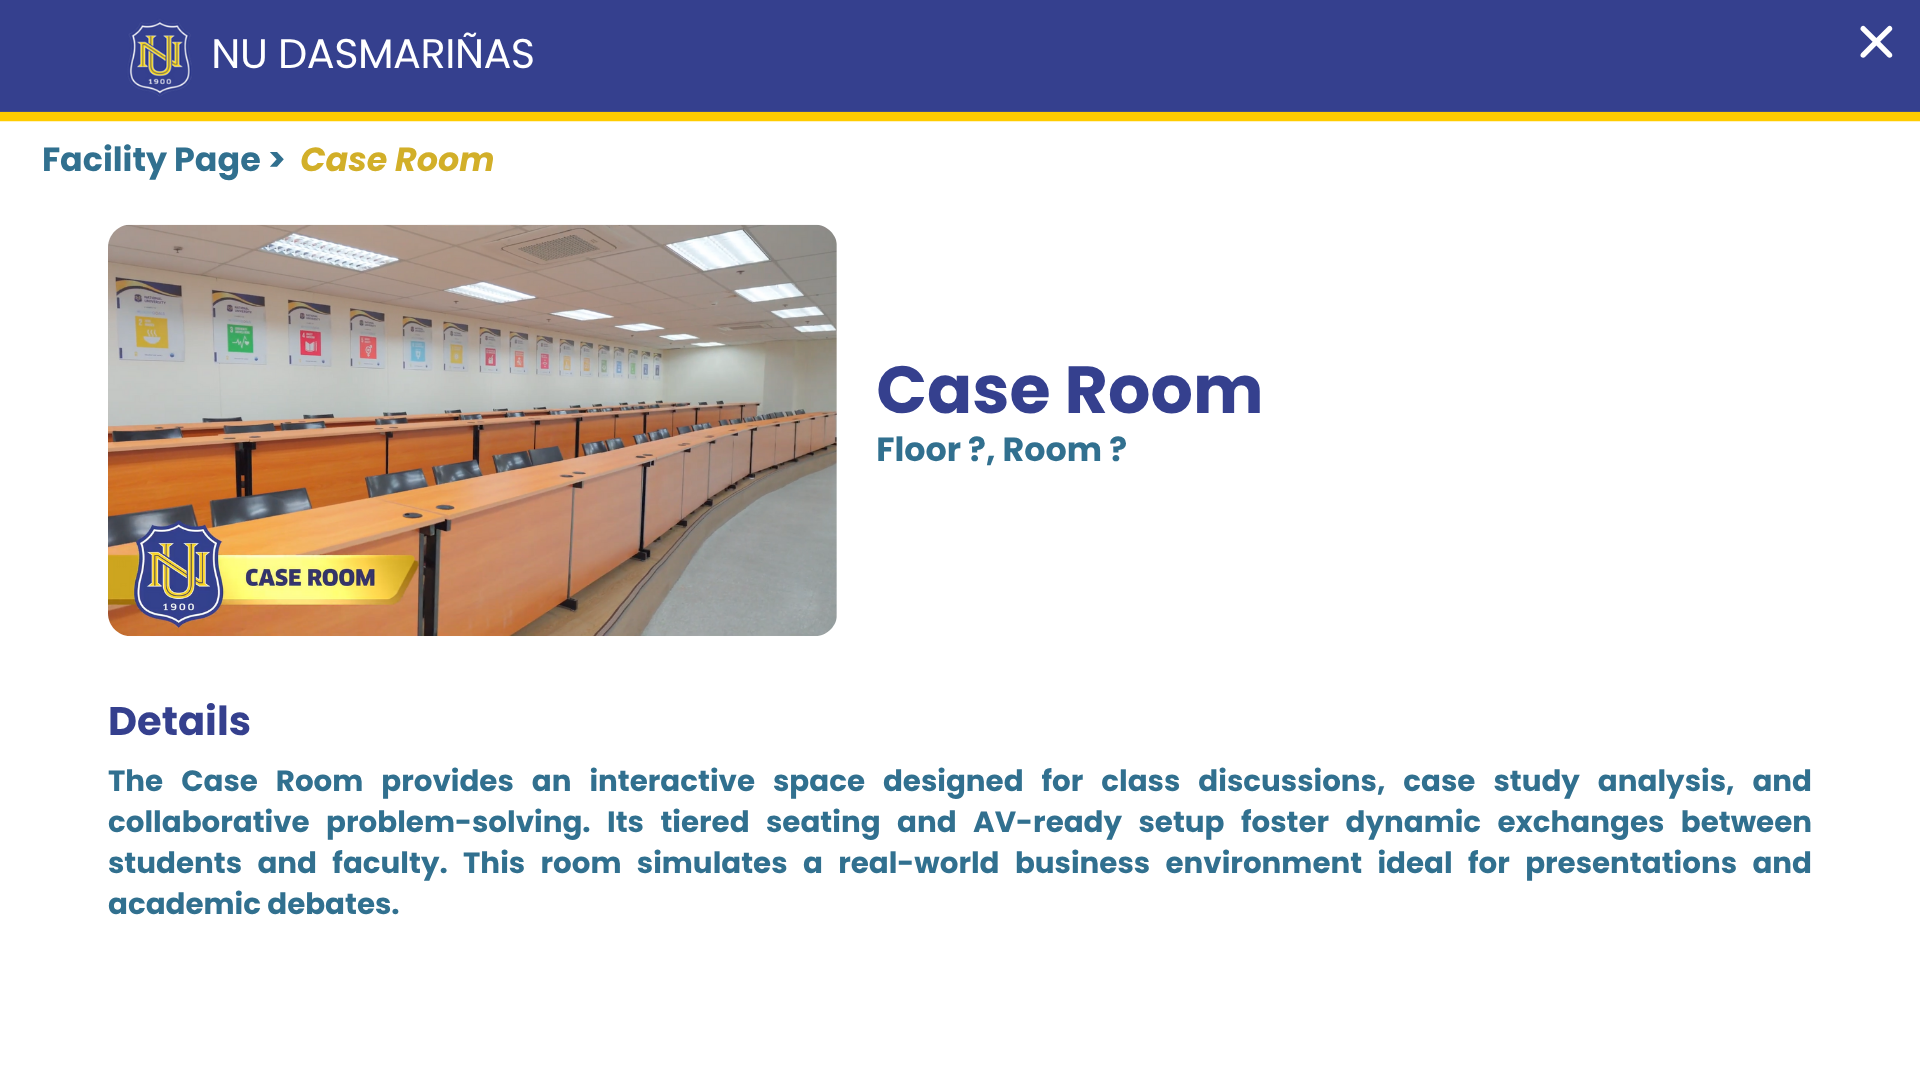 NU DASMARIÑAS
1900
Facility Page > Case Room
Case Room
Floor ?, Room ?
CASE ROOM
1900
Details
The Case Room provides an interactive space designed for class discussions, case study analysis, and
collaborative problem-solving. Its tiered seating and AV-ready setup foster dynamic exchanges between
students and faculty. This room simulates a real-world business environment ideal for presentations and
academic debates.